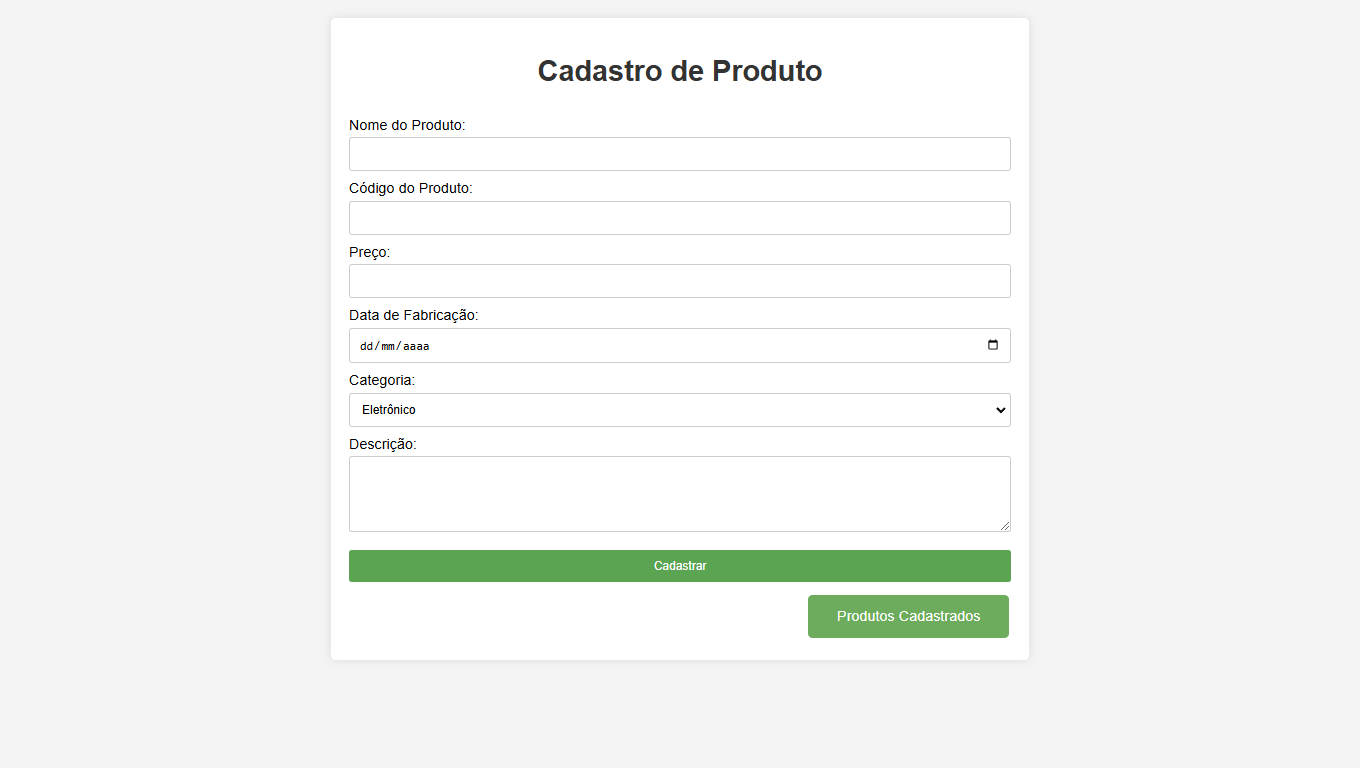 Cadastro de Produto
Nome do Produto:
Código do Produto:
Preço:
Data de Fabricação:
dd/mm/aaaa
Categoria:
Eletrônico
Descrição:
Cadastrar
Produtos Cadastrados